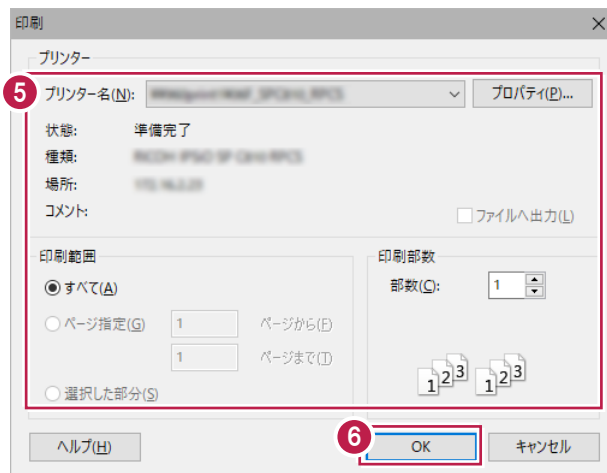 印刷
プリンター
5 プリンター名(N): プロパティ(P)...
状態: 準備完了
種類:
場所:
コメント: ファイルへ出力(L)
印刷範囲 印刷部数
すべて(A) 部数(C): 1
ページ指定(G) 1 ページから(F)
1 ページまで(T)
1 2 3 1 2 3
選択した部分(S)
6
ヘルプ(H) OK キャンセル